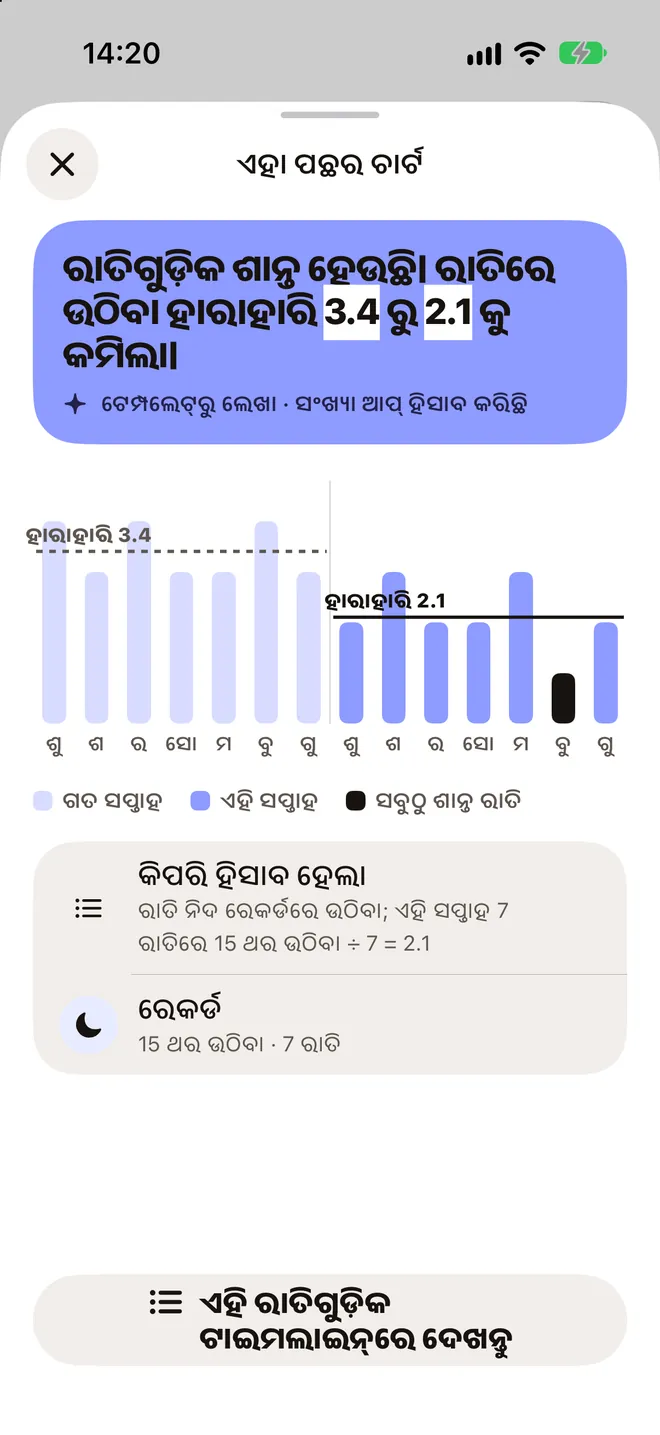 14:20
ଏହା ପଛର ଚାର୍ଟ
ରାତିଗୁଡ଼ିକ ଶାନ୍ତ ହେଉଛି। ରାତିରେ
ଉଠିବା ହାରାହାରି 3.4 ରୁ 2.1 କୁ
କମିଲା।
ଟେମ୍ପଲେଟ୍‌ରୁ ଲେଖା · ସଂଖ୍ୟା ଆପ୍ ହିସାବ କରିଛି
ହାରାହାରି 3.4
ହାରାହାରି 2.1
ଶୁ ଶ ର ସୋ ମ ବୁ ଗୁ ଶୁ ଶ ର ସୋ ମ ବୁ ଗୁ
ଗତ ସପ୍ତାହ ଏହି ସପ୍ତାହ ସବୁଠୁ ଶାନ୍ତ ରାତି
କିପରି ହିସାବ ହେଲା
ରାତି ନିଦ ରେକର୍ଡରେ ଉଠିବା; ଏହି ସପ୍ତାହ 7
ରାତିରେ 15 ଥର ଉଠିବା ÷ 7 = 2.1
ରେକର୍ଡ
15 ଥର ଉଠିବା · 7 ରାତି
ଏହି ରାତିଗୁଡ଼ିକ
ଟାଇମଲାଇନ୍‌ରେ ଦେଖନ୍ତୁ